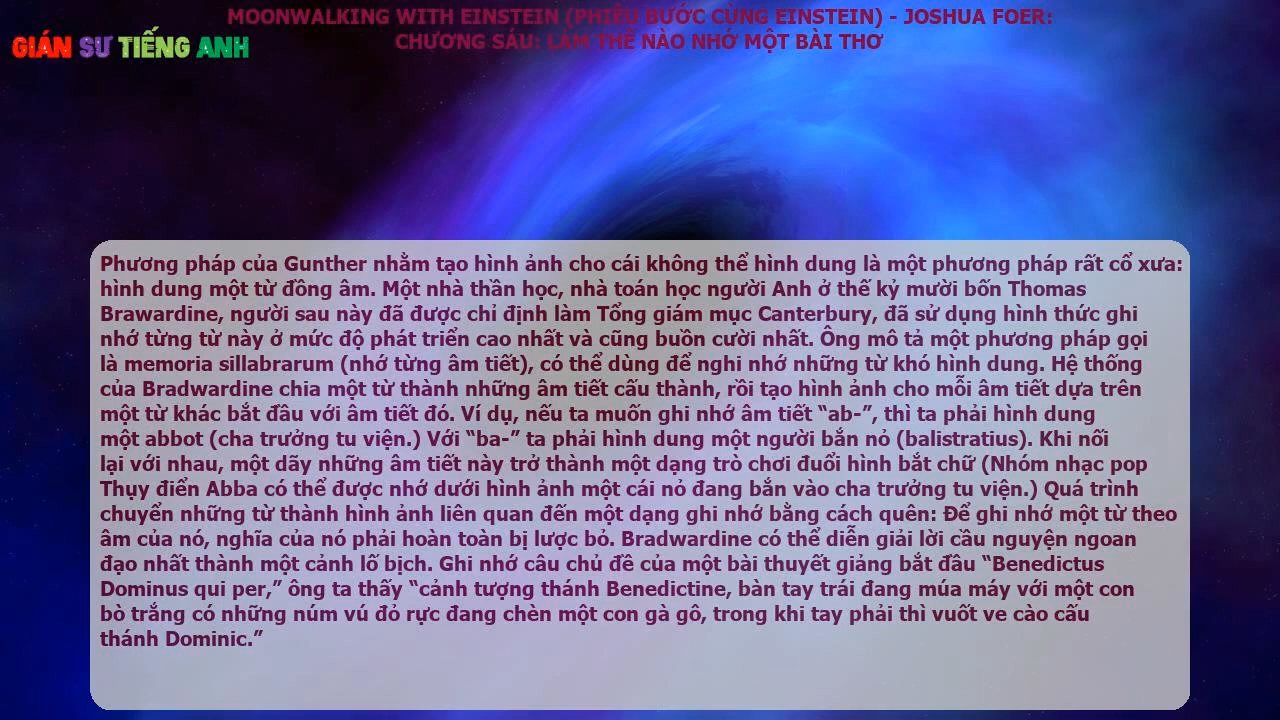 MOONWALKING WITH EINSTEIN (PHIÊU BƯỚC CÙNG EINSTEIN) - JOSHUA FOER:
CHƯƠNG SÁU: LÀM THẾ NÀO NHỚ MỘT BÀI THƠ
GIÁN SƯ TIẾNG ANH
Phương pháp của Gunther nhằm tạo hình ảnh cho cái không thể hình dung là một phương pháp rất cổ xưa:
hình dung một từ đồng âm. Một nhà thần học, nhà toán học người Anh ở thế kỷ mười bốn Thomas
Brawardine, người sau này đã được chỉ định làm Tổng giám mục Canterbury, đã sử dụng hình thức ghi
nhớ từng từ này ở mức độ phát triển cao nhất và cũng buồn cười nhất. Ông mô tả một phương pháp gọi
là memoria sillabrarum (nhớ từng âm tiết), có thể dùng để nghi nhớ những từ khó hình dung. Hệ thống
của Bradwardine chia một từ thành những âm tiết cấu thành, rồi tạo hình ảnh cho mỗi âm tiết dựa trên
một từ khác bắt đầu với âm tiết đó. Ví dụ, nếu ta muốn ghi nhớ âm tiết “ab-”, thì ta phải hình dung
một abbot (cha trưởng tu viện.) Với “ba-” ta phải hình dung một người bắn nỏ (balistratius). Khi nối
lại với nhau, một dãy những âm tiết này trở thành một dạng trò chơi đuổi hình bắt chữ (Nhóm nhạc pop
Thụy điển Abba có thể được nhớ dưới hình ảnh một cái nỏ đang bắn vào cha trưởng tu viện.) Quá trình
chuyển những từ thành hình ảnh liên quan đến một dạng ghi nhớ bằng cách quên: Để ghi nhớ một từ theo
âm của nó, nghĩa của nó phải hoàn toàn bị lược bỏ. Bradwardine có thể diễn giải lời cầu nguyện ngoan
đạo nhất thành một cảnh lố bịch. Ghi nhớ câu chủ đề của một bài thuyết giảng bắt đầu “Benedictus
Dominus qui per,” ông ta thấy “cảnh tượng thánh Benedictine, bàn tay trái đang múa máy với một con
bò trắng có những núm vú đỏ rực đang chèn một con gà gô, trong khi tay phải thì vuốt ve cào cấu
thánh Dominic.”